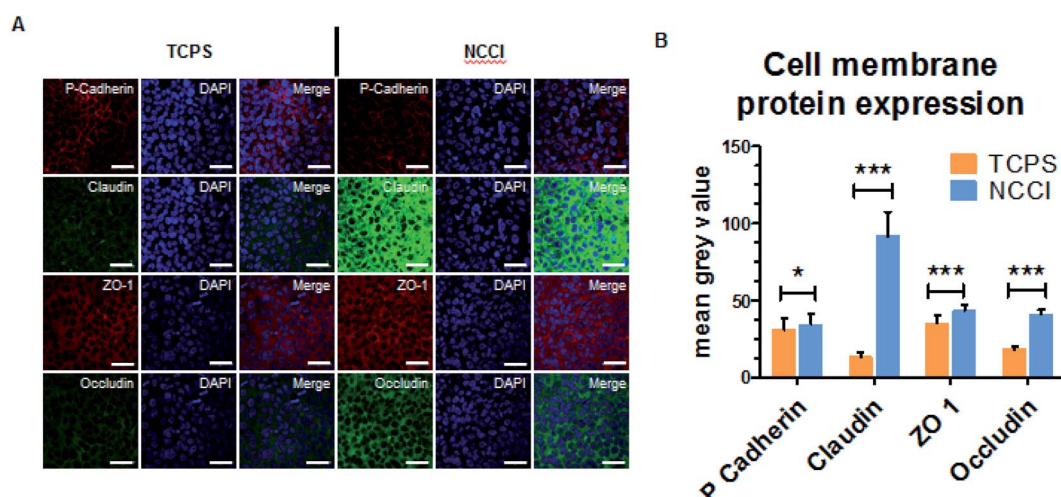 A
TCPS
NCCI
P-Cadherin DAPI Merge P-Cadherin DAPI Merge
Claudin DAPI Merge Claudin DAPI Merge
ZO-1 DAPI Merge ZO-1 DAPI Merge
Occludin DAPI Merge Occludin DAPI Merge
B
Cell membrane
protein expression
mean grey value
150
100
50
0
TCPS
NCCI
*
***
***
***
P Cadherin
Claudin
ZO 1
Occludin